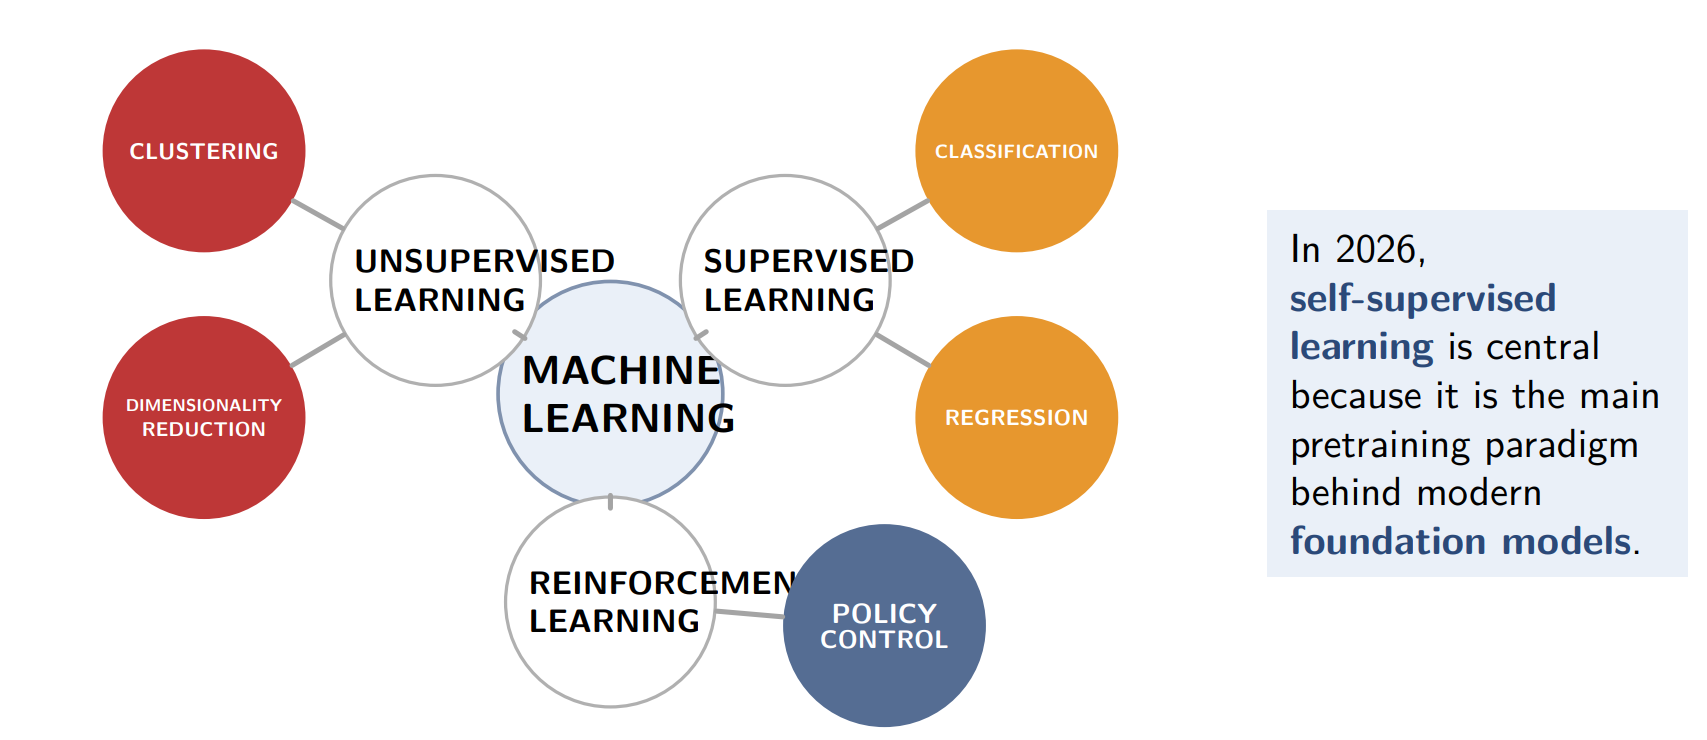 CLUSTERING
CLASSIFICATION
UNSUPERVISED
LEARNING
SUPERVISED
LEARNING
MACHINE
LEARNING
DIMENSIONALITY
REDUCTION
REGRESSION
REINFORCEMEN
LEARNING
POLICY
CONTROL
In 2026,
self-supervised
learning is central
because it is the main
pretraining paradigm
behind modern
foundation models.